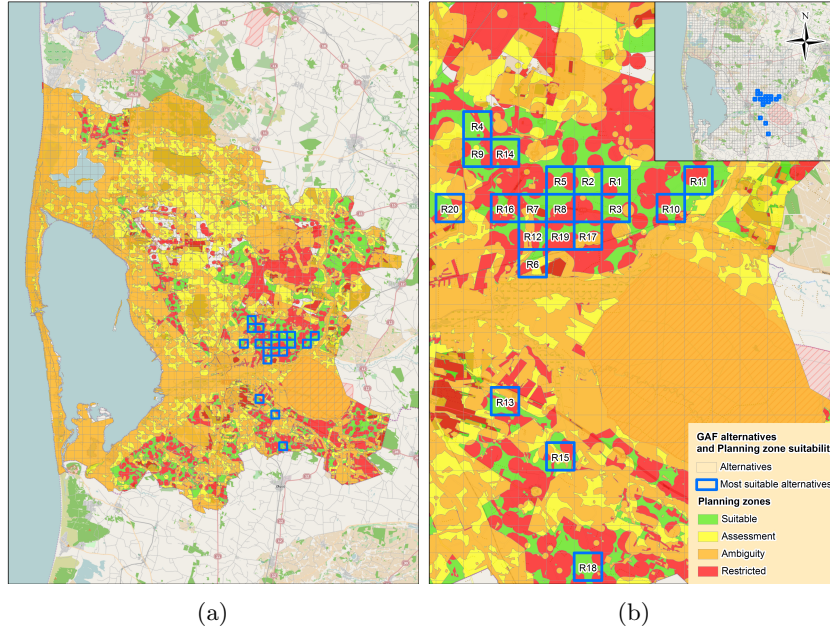 N
R4
R9 R14
R5 R2 R1 R11
R20 R16 R7 R8 R3 R10
R12 R19 R17
R6
R13
R15
R18
GAF alternatives
and Planning zone suitabilit
Alternatives
Most suitable alternatives
Planning zones
Suitable
Assessment
Ambiguity
Restricted
(a) (b)